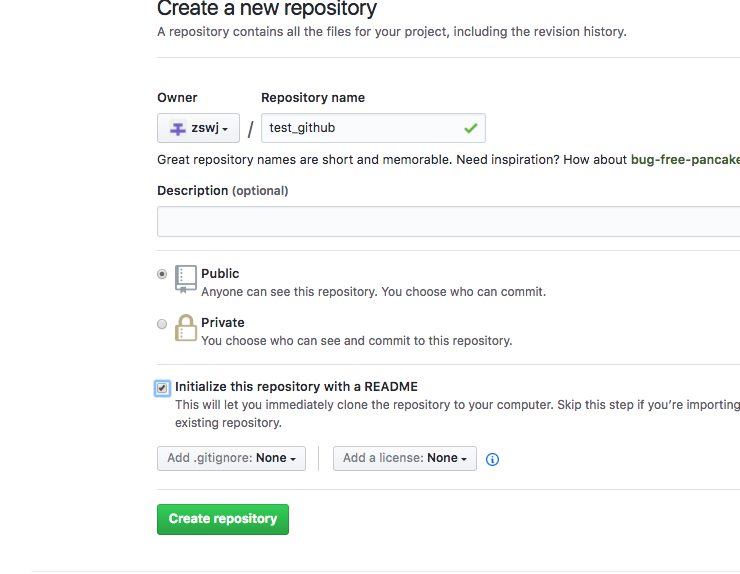 Create a new repository
A repository contains all the files for your project, including the revision history.
Owner
Repository name
zswj / test_github
Great repository names are short and memorable. Need inspiration? How about bug-free-pancake
Description (optional)
Public
Anyone can see this repository. You choose who can commit.
Private
You choose who can see and commit to this repository.
Initialize this repository with a README
This will let you immediately clone the repository to your computer. Skip this step if you’re importing
existing repository.
Add .gitignore: None
Add a license: None
Create repository